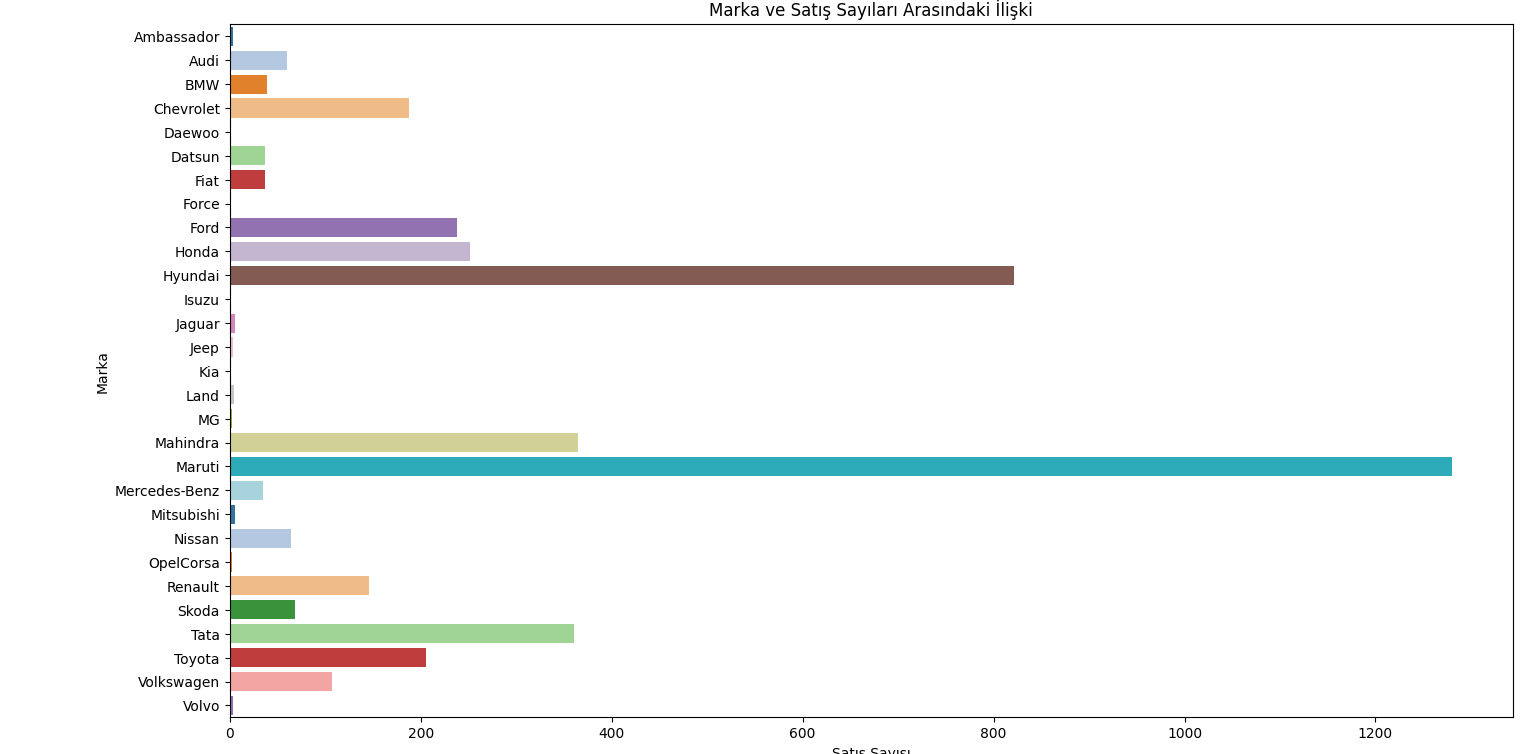 Marka ve Satış Sayıları Arasındaki İlişki
Ambassador
Audi
BMW
Chevrolet
Daewoo
Datsun
Fiat
Force
Ford
Honda
Hyundai
Isuzu
Jaguar
Jeep
Kia
Land
MG
Mahindra
Maruti
Mercedes-Benz
Mitsubishi
Nissan
OpelCorsa
Renault
Skoda
Tata
Toyota
Volkswagen
Volvo
Marka
0 200 400 600 800 1000 1200
Satış Sayısı